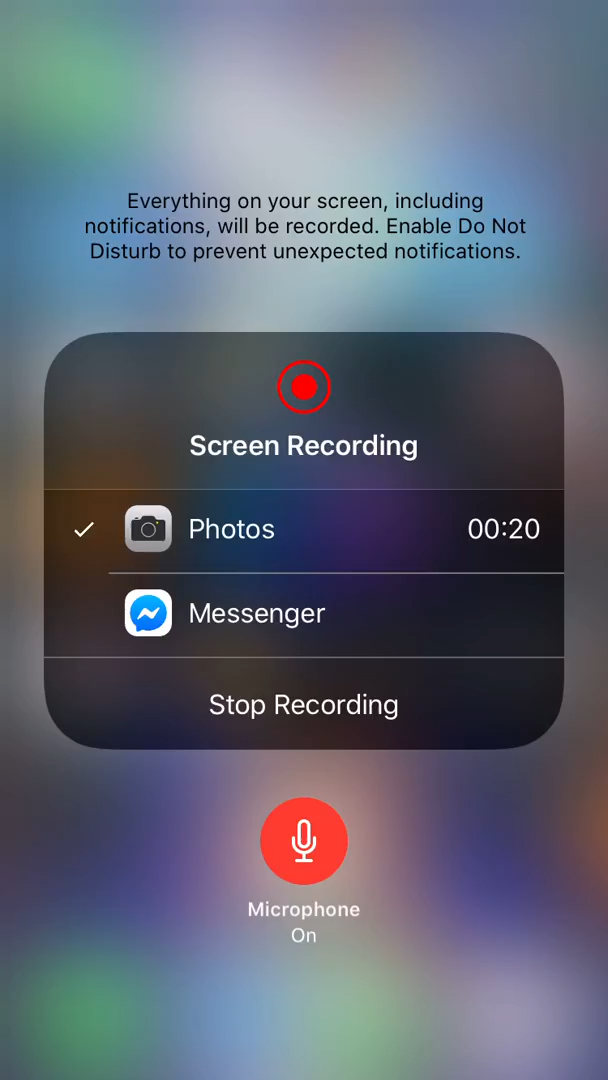 Everything on your screen, including
notifications, will be recorded. Enable Do Not
Disturb to prevent unexpected notifications.
Screen Recording
Photos 00:20
Messenger
Stop Recording
Microphone
On